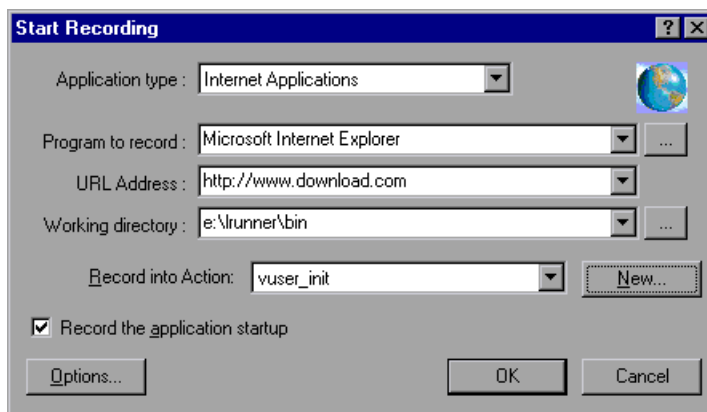 Start Recording
Application type : Internet Applications
Program to record : Microsoft Internet Explorer ...
URL Address : http://www.download.com
Working directory : e:\lrunner\bin ...
Record into Action: vuser_init New...
Record the application startup
Options... OK Cancel